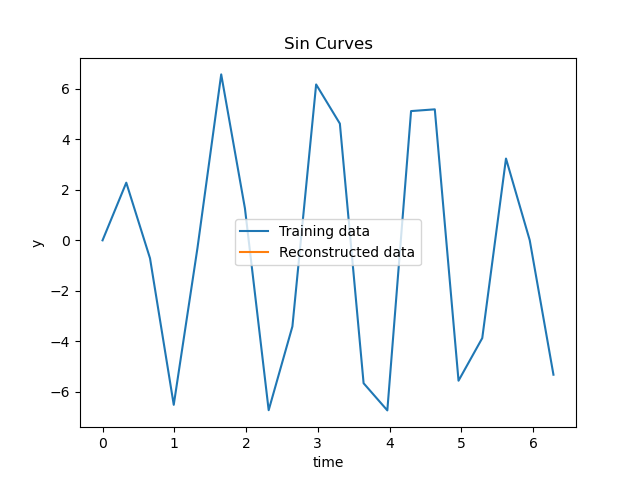 Sin Curves
6
4
2
0
−2
−4
−6
y
Training data
Reconstructed data
0 1 2 3 4 5 6
time